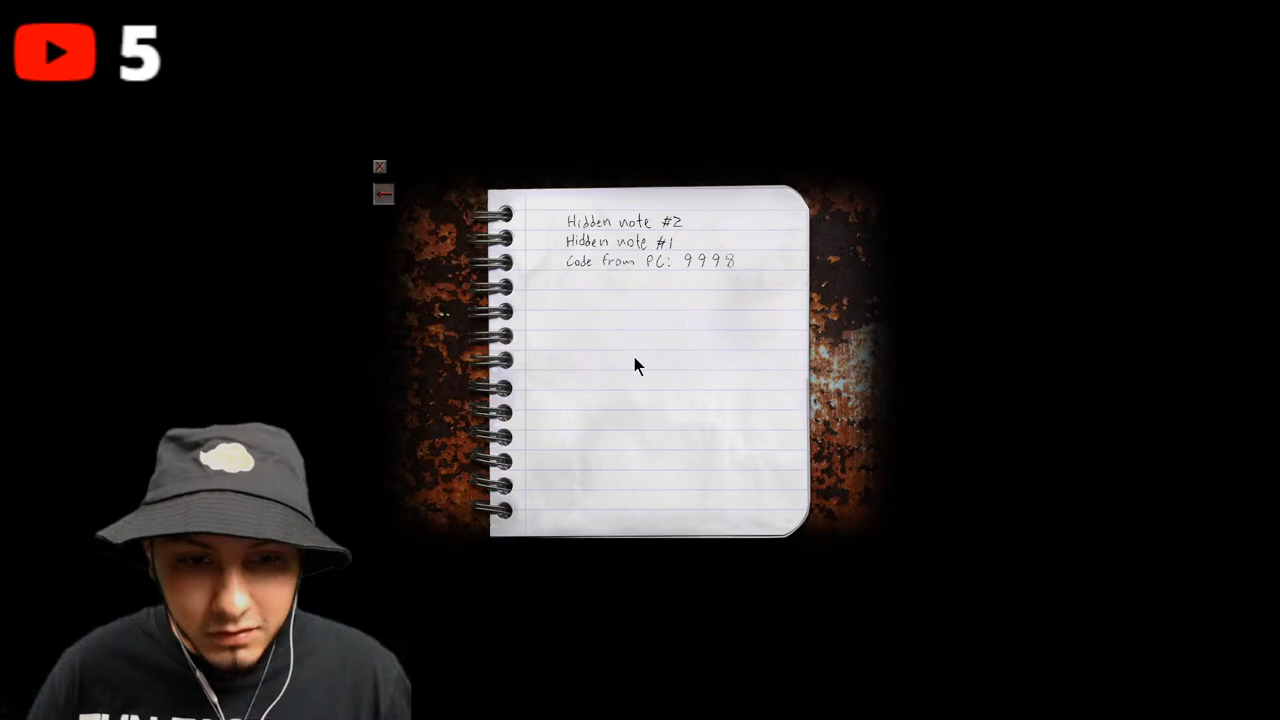 5
Hidden note #2
Hidden note #1
Code from PC: 9998